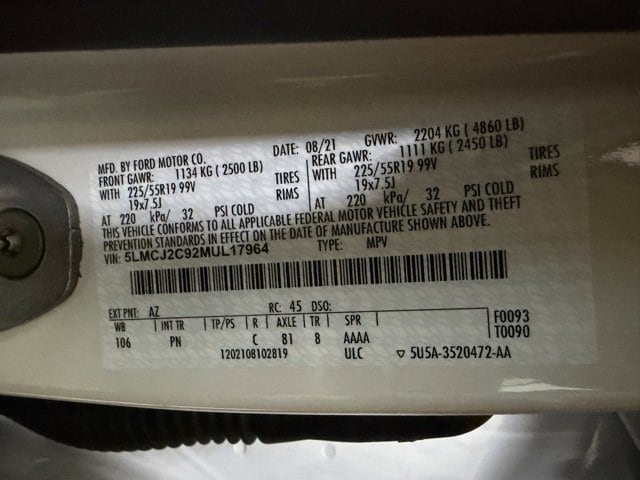 MFD. BY FORD MOTOR CO.
DATE: 08/21 GVWR: 2204 KG ( 4860 LB)
FRONT GAWR: 1134 KG ( 2500 LB) REAR GAWR: 1111 KG ( 2450 LB)
WITH 225/55R19 99V TIRES WITH 225/55R19 99V TIRES
19x7.5J RIMS 19x7.5J RIMS
AT 220 kPa/ 32 PSI COLD AT 220 kPa/ 32 PSI COLD
THIS VEHICLE CONFORMS TO ALL APPLICABLE FEDERAL MOTOR VEHICLE SAFETY AND THEFT
PREVENTION STANDARDS IN EFFECT ON THE DATE OF MANUFACTURE SHOWN ABOVE.
VIN: 5LMCJ2C92MUL17964 TYPE: MPV
EXT PNT: AZ RC: 45 DSO: F0093
WB INT TR TP/PS R AXLE TR SPR T0090
106 PN C 81 8 AAAA
1202108102819 ULC ▽ 5U5A-3520472-AA